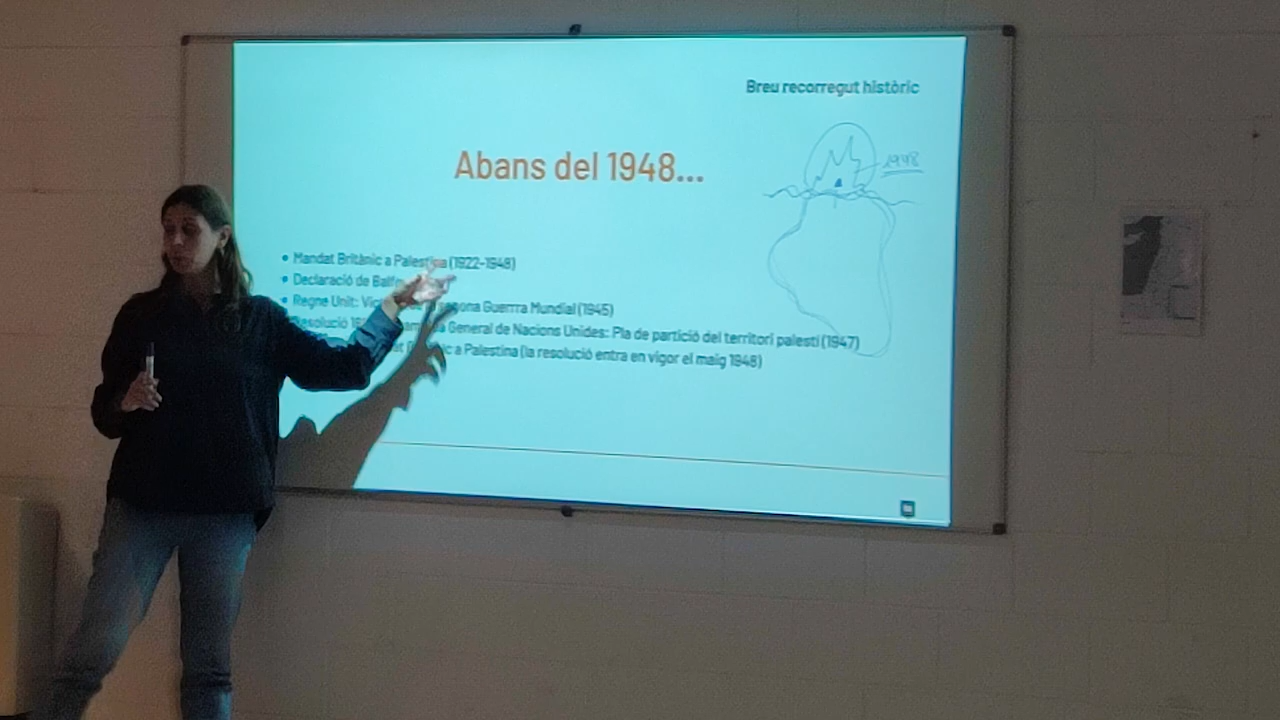 Breu recorregut històric
Abans del 1948...
1948
• Mandat Britànic a Palestina (1922-1948)
• Declaració de
• Regne Unit: Guerrra Mundial (1945)
Resolució General de Nacions Unides: Pla de partició del territori palestí (1947)
a Palestina (la resolució entra en vigor el maig 1948)